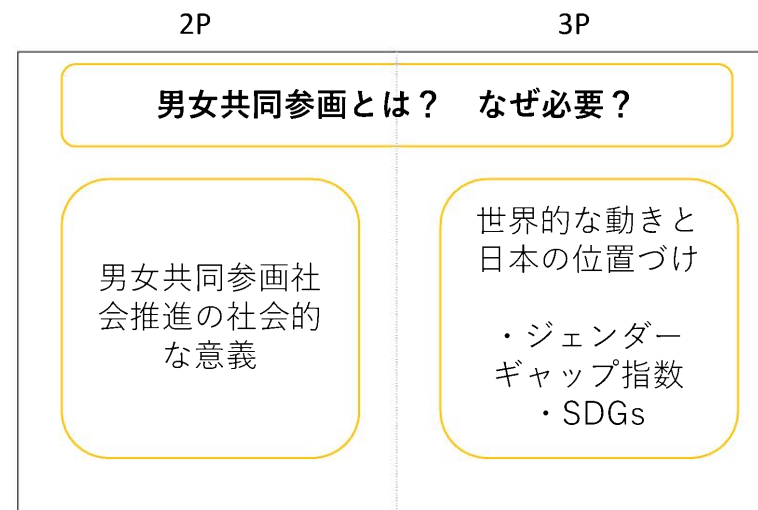 2P
3P
男女共同参画とは？　なぜ必要？
男女共同参画社
会推進の社会的
な意義
世界的な動きと
日本の位置づけ
・ジェンダー
ギャップ指数
・SDGs